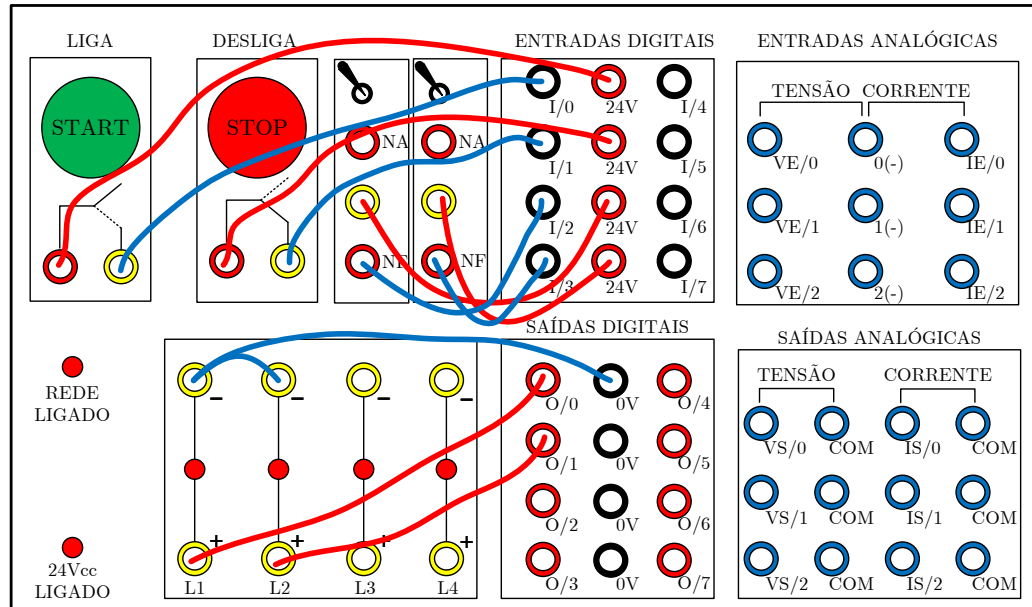 LIGA
DESLIGA
ENTRADAS DIGITAIS
ENTRADAS ANALÓGICAS
START
STOP
NA
NA
NF
NF
I/0 24V I/4
I/1 24V I/5
I/2 24V I/6
I/3 24V I/7
TENSÃO CORRENTE
VE/0 0(-) IE/0
VE/1 1(-) IE/1
VE/2 2(-) IE/2
REDE
LIGADO
24Vcc
LIGADO
− − − −
+ + + +
L1 L2 L3 L4
SAÍDAS DIGITAIS
O/0 0V O/4
O/1 0V O/5
O/2 0V O/6
O/3 0V O/7
SAÍDAS ANALÓGICAS
TENSÃO CORRENTE
VS/0 COM IS/0 COM
VS/1 COM IS/1 COM
VS/2 COM IS/2 COM